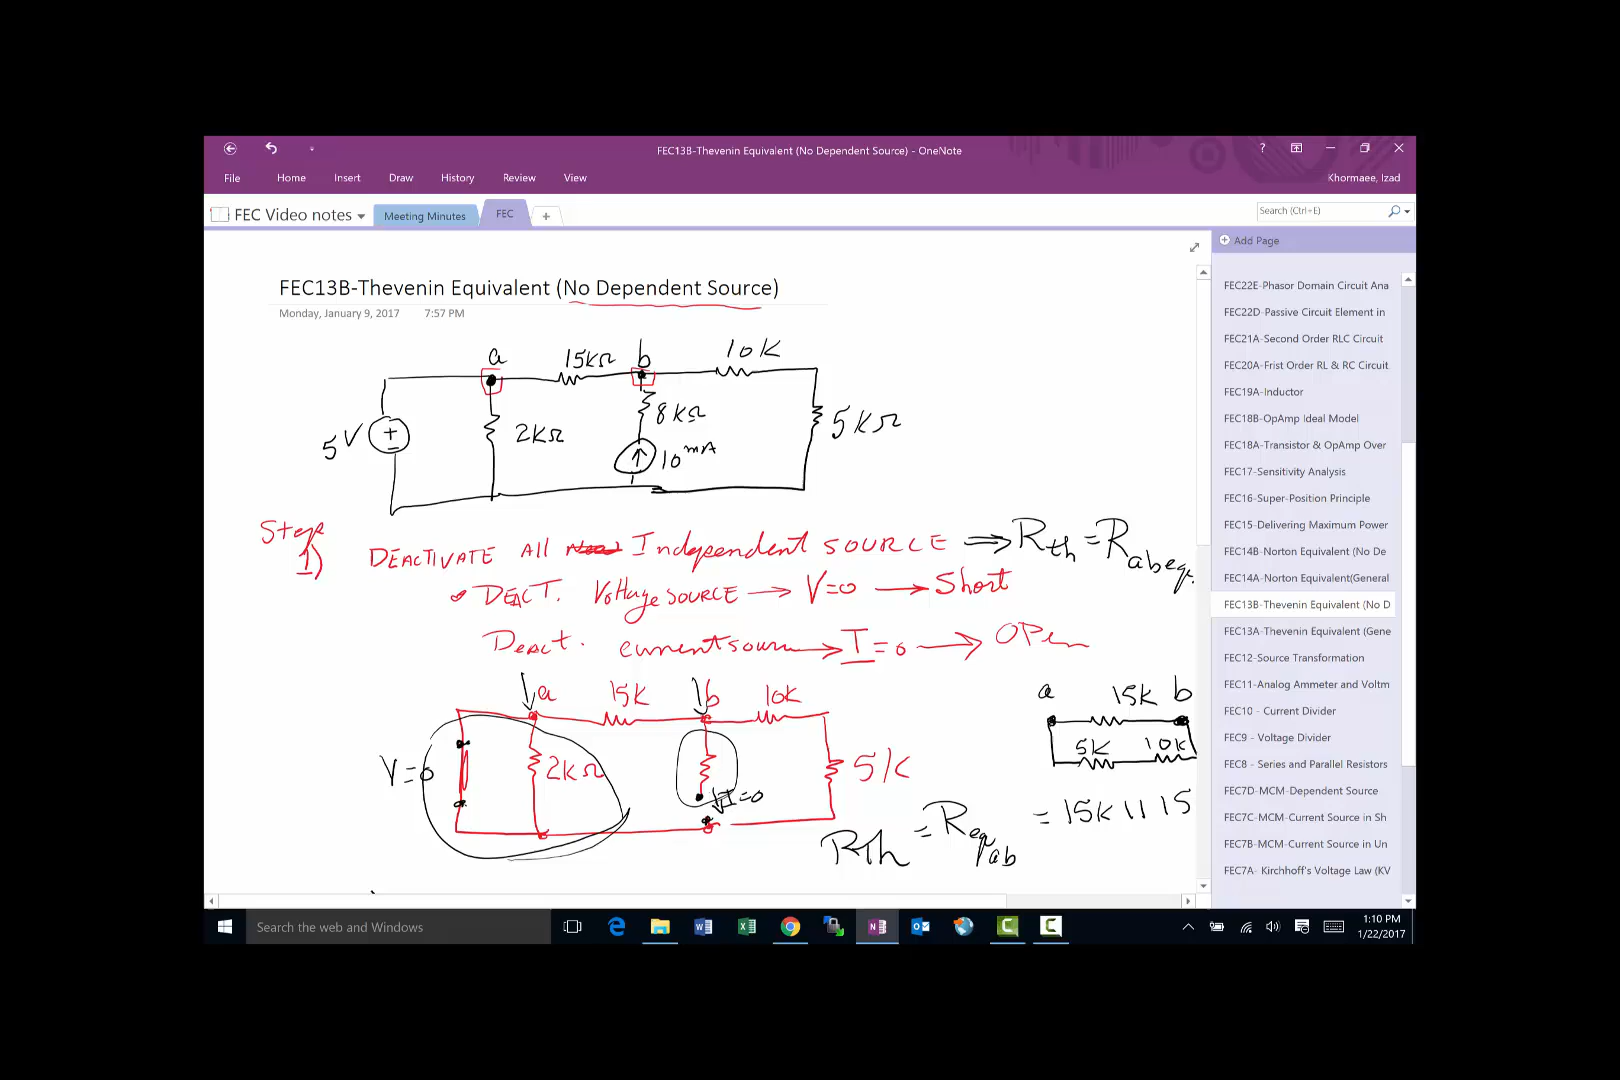 FEC13B-Thevenin Equivalent (No Dependent Source) - OneNote
File Home Insert Draw History Review View
Khormaee, Izad
FEC Video notes
Meeting Minutes
FEC
Search (Ctrl+E)
Add Page
FEC13B-Thevenin Equivalent (No Dependent Source)
Monday, January 9, 2017 7:57 PM
a 15kΩ b 10K
5V 2KΩ 8KΩ 10mA 5KΩ
Step
1) DEACTIVATE All Independent SOURCE ⇒ Rth = Rab eq.
• DEACT. Voltage SOURCE → V=0 → Short
Deact. current sour → I=0 → OPen
a 15K b 10K
V=0 2kΩ I=0 5K
Rth = Req ab
a 15K b
5K 10K
= 15K 11 15
FEC22E-Phasor Domain Circuit Ana
FEC22D-Passive Circuit Element in
FEC21A-Second Order RLC Circuit
FEC20A-Frist Order RL & RC Circuit
FEC19A-Inductor
FEC18B-OpAmp Ideal Model
FEC18A-Transistor & OpAmp Over
FEC17-Sensitivity Analysis
FEC16-Super-Position Principle
FEC15-Delivering Maximum Power
FEC14B-Norton Equivalent (No De
FEC14A-Norton Equivalent(General
FEC13B-Thevenin Equivalent (No D
FEC13A-Thevenin Equivalent (Gene
FEC12-Source Transformation
FEC11-Analog Ammeter and Voltm
FEC10 - Current Divider
FEC9 - Voltage Divider
FEC8 - Series and Parallel Resistors
FEC7D-MCM-Dependent Source
FEC7C-MCM-Current Source in Sh
FEC7B-MCM-Current Source in Un
FEC7A- Kirchhoff's Voltage Law (KV
Search the web and Windows
1:10 PM
1/22/2017